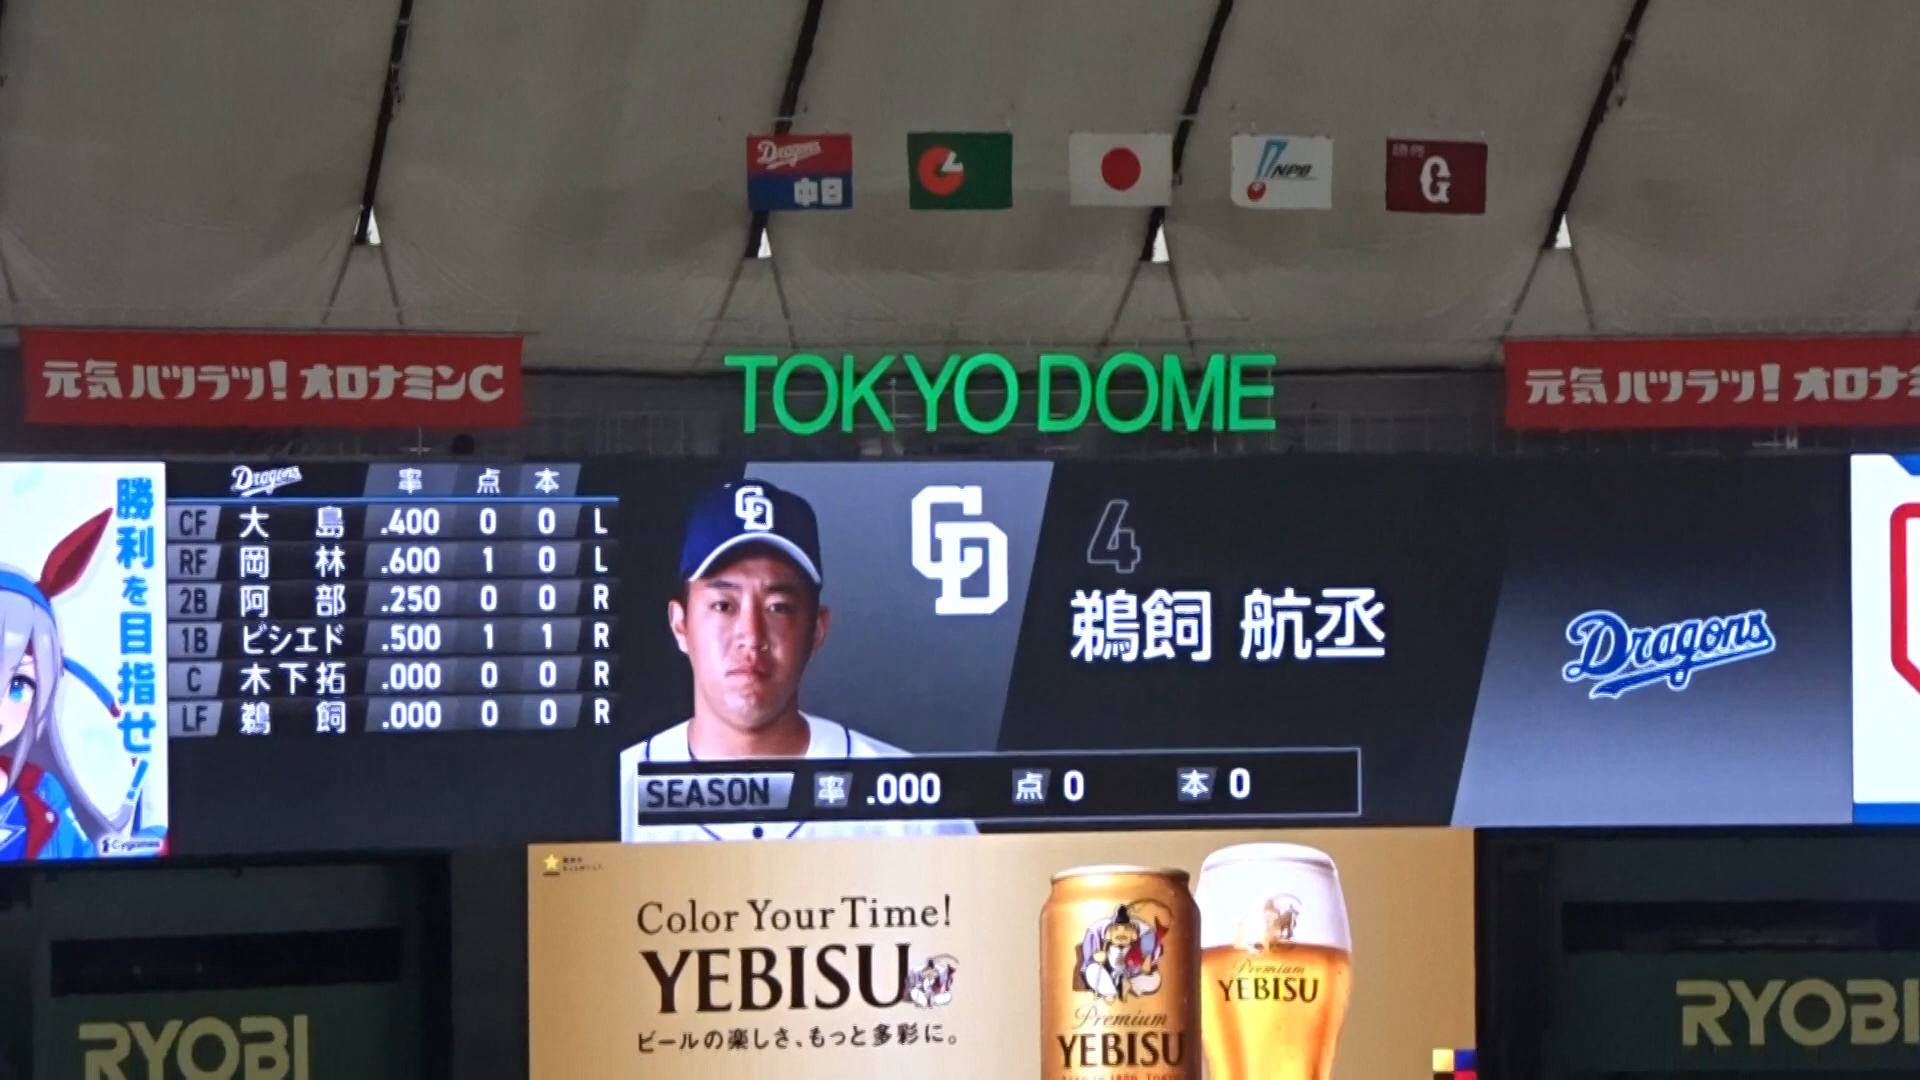 Dragons
中日
NPB
G
元気ハツラツ! オロナミンC
TOKYO DOME
元気ハツラツ! オロナミ
勝利を目指せ!
Cygames
Dragons 率 点 本
CF 大島 .400 0 0 L
RF 岡林 .600 1 0 L
2B 阿部 .250 0 0 R
1B ビシエド .500 1 1 R
C 木下拓 .000 0 0 R
LF 鵜飼 .000 0 0 R
CD
CD
4
鵜飼 航丞
Dragons
SEASON 率 .000 点 0 本 0
Color Your Time!
YEBISU
ビールの楽しさ、もっと多彩に。
Premium
YEBISU
Premium
YEBISU
RYOBI
RYOBI